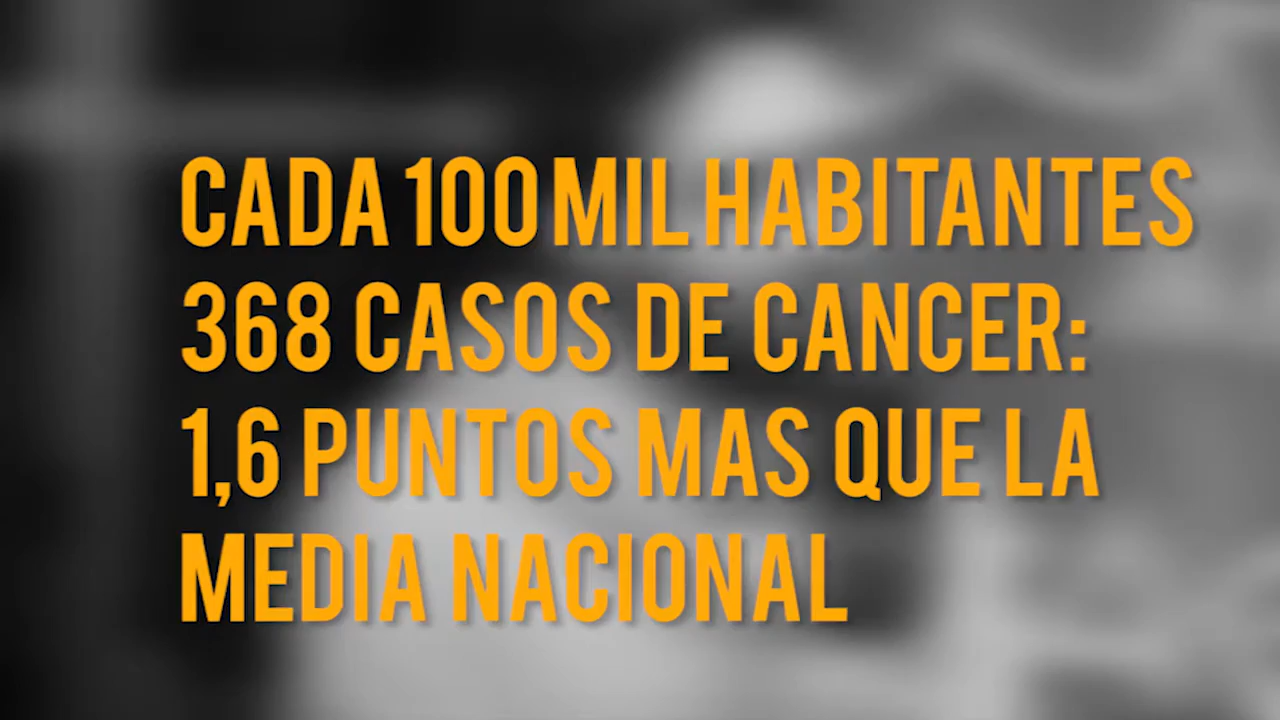 CADA 100 MIL HABITANTES
368 CASOS DE CANCER:
1,6 PUNTOS MAS QUE LA
MEDIA NACIONAL